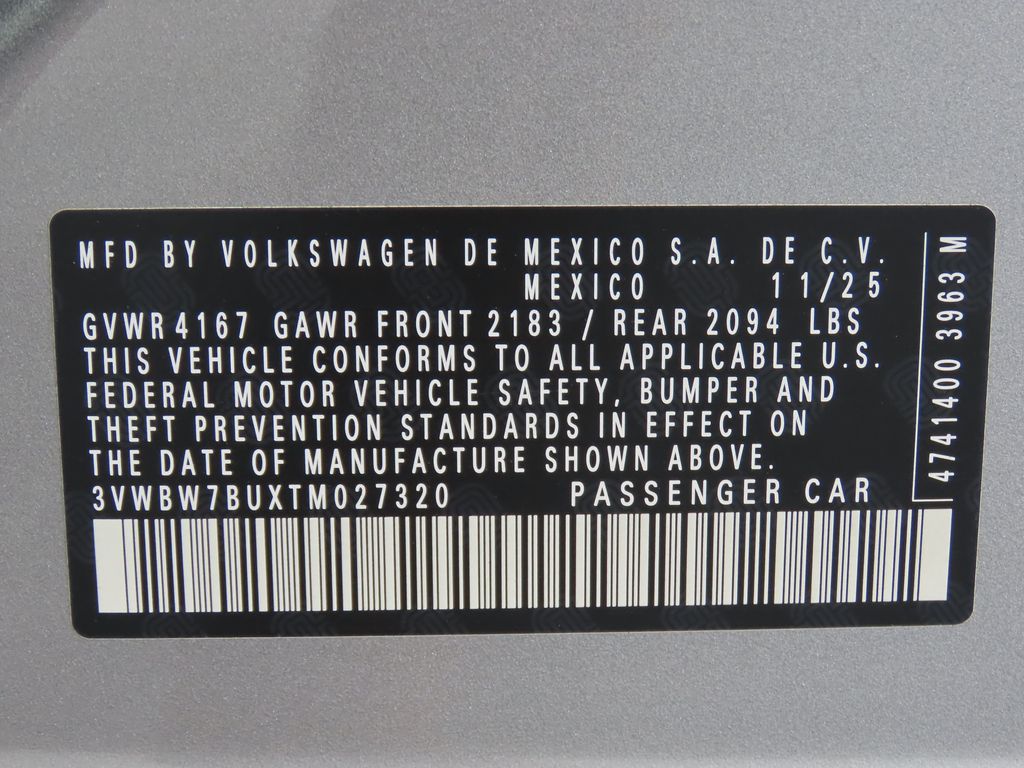 MFD BY VOLKSWAGEN DE MEXICO S.A. DE C.V.
MEXICO 11/25
GVWR 4167 GAWR FRONT 2183 / REAR 2094 LBS
THIS VEHICLE CONFORMS TO ALL APPLICABLE U.S.
FEDERAL MOTOR VEHICLE SAFETY, BUMPER AND
THEFT PREVENTION STANDARDS IN EFFECT ON
THE DATE OF MANUFACTURE SHOWN ABOVE.
3VWBW7BUXTM027320 PASSENGER CAR
4741400 3963 M